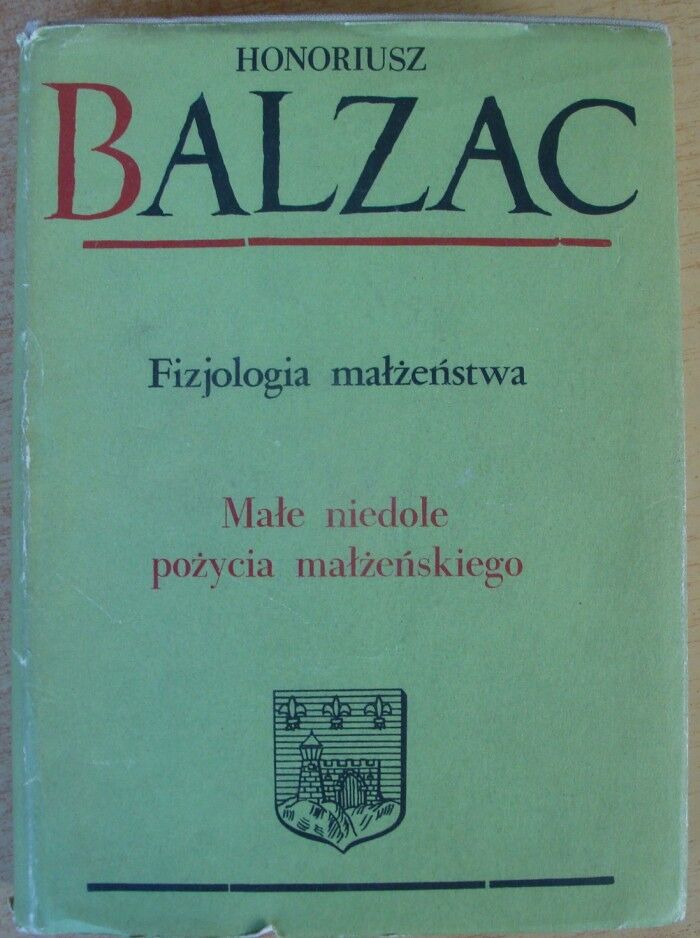 HONORIUSZ
BALZAC
Fizjologia małżeństwa
Małe niedole
pożycia małżeńskiego